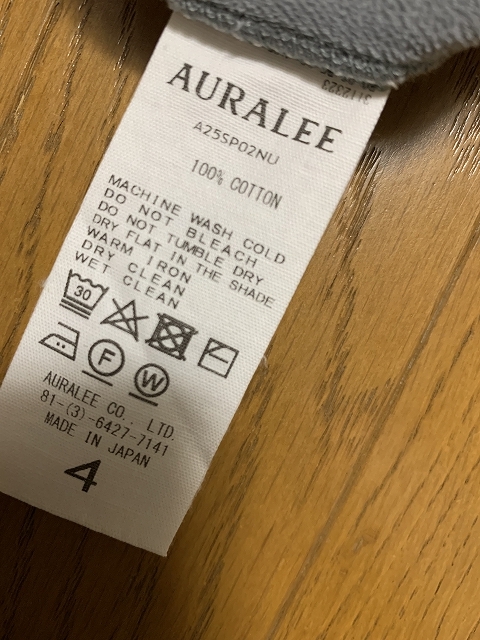 AURALEE
A25SP02NU
100% COTTON
MACHINE WASH COLD
DO NOT BLEACH
DO NOT TUMBLE DRY
DRY FLAT IN THE SHADE
WARM IRON
DRY CLEAN
WET CLEAN
30
F
W
AURALEE CO., LTD.
81-(3)-6427-7141
MADE IN JAPAN
4